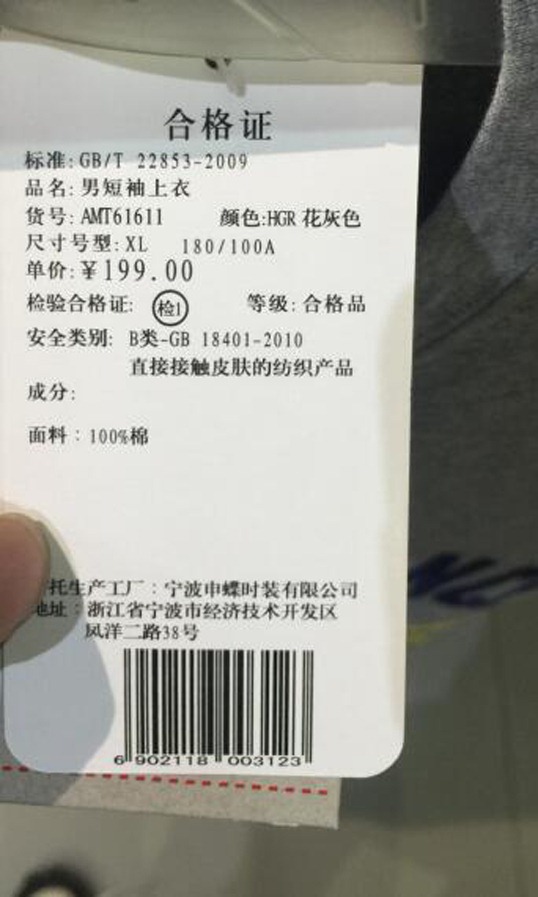 合格证
标准: GB/T 22853-2009
品名: 男短袖上衣
货号: AMT61611 颜色:HGR 花灰色
尺寸号型: XL 180/100A
单价: ¥199.00
检验合格证: 检1 等级: 合格品
安全类别: B类-GB 18401-2010
直接接触皮肤的纺织产品
成分:
面料：100%棉
托生产工厂：宁波申蝶时装有限公司
地址：浙江省宁波市经济技术开发区
凤洋二路38号
6 902118 003123
NC